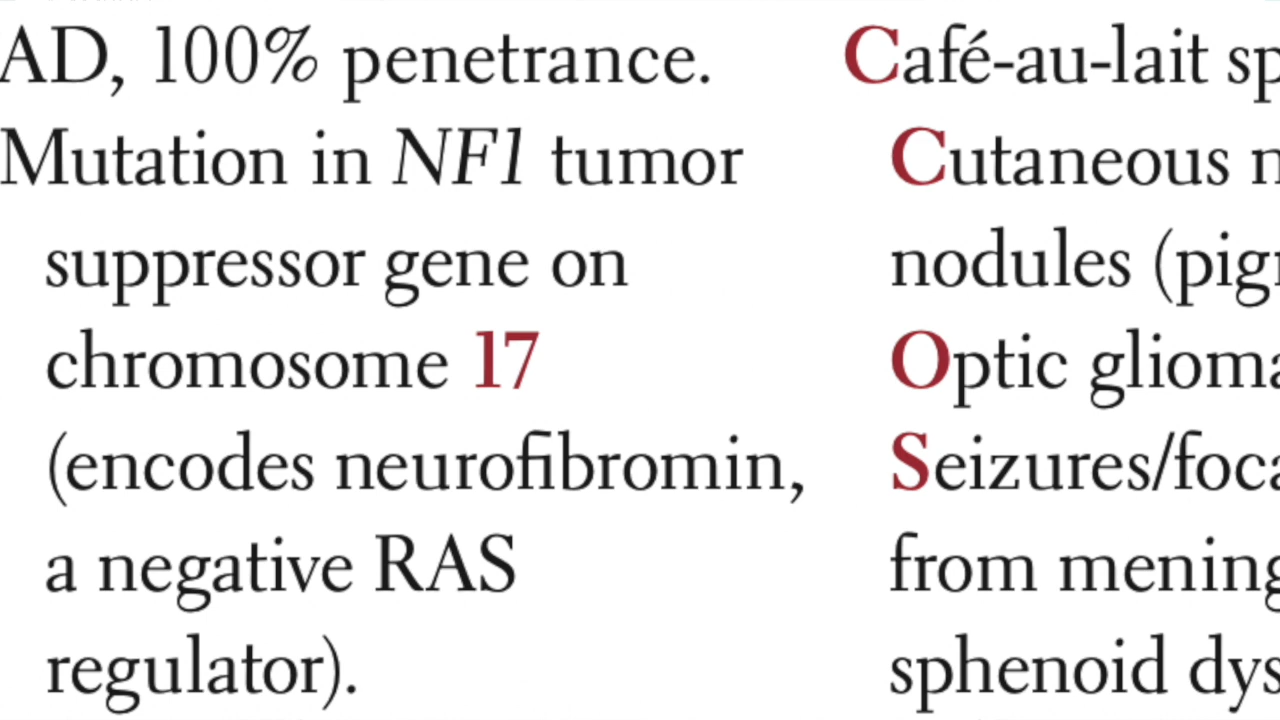 AD, 100% penetrance.
Mutation in NF1 tumor
suppressor gene on
chromosome 17
(encodes neurofibromin,
a negative RAS
regulator).
Café-au-lait
Cutaneous
nodules
Optic
Seizures/
from
sphenoid